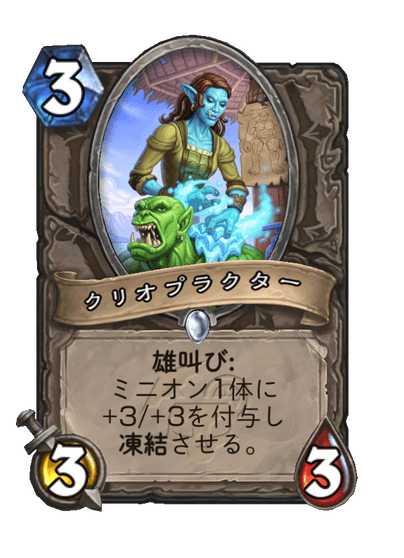 3
クリオプラクター
雄叫び:
ミニオン1体に
+3/+3を付与し
凍結させる。
3
3